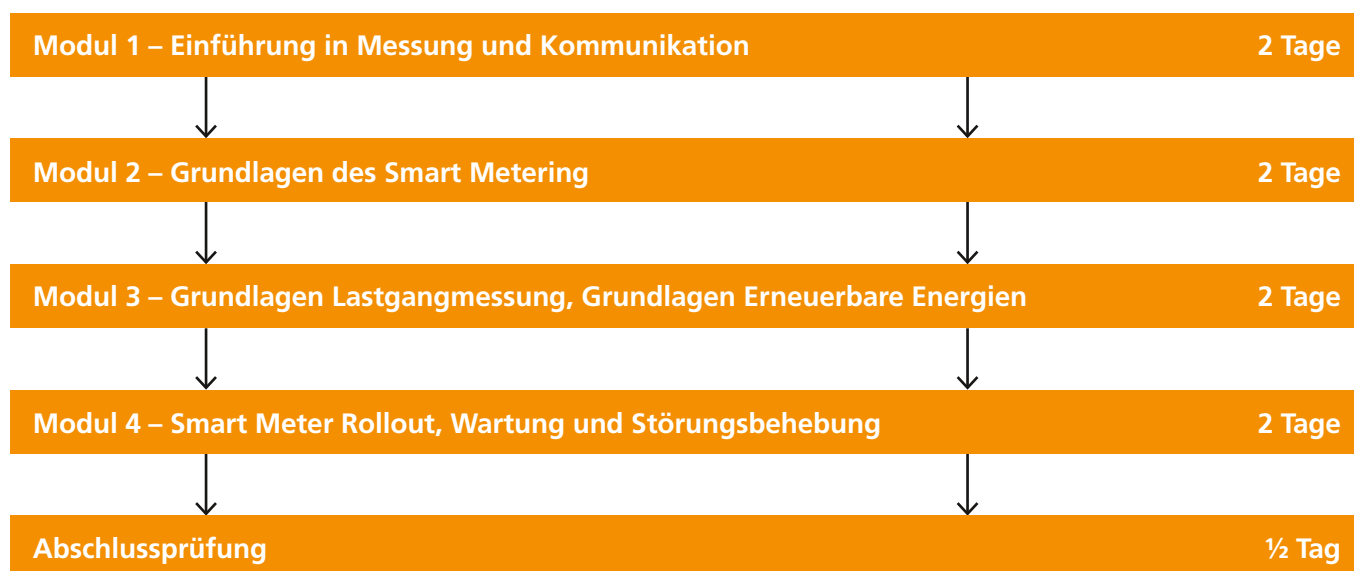 Modul 1 – Einführung in Messung und Kommunikation 2 Tage
Modul 2 – Grundlagen des Smart Metering 2 Tage
Modul 3 – Grundlagen Lastgangmessung, Grundlagen Erneuerbare Energien 2 Tage
Modul 4 – Smart Meter Rollout, Wartung und Störungsbehebung 2 Tage
Abschlussprüfung ½ Tag